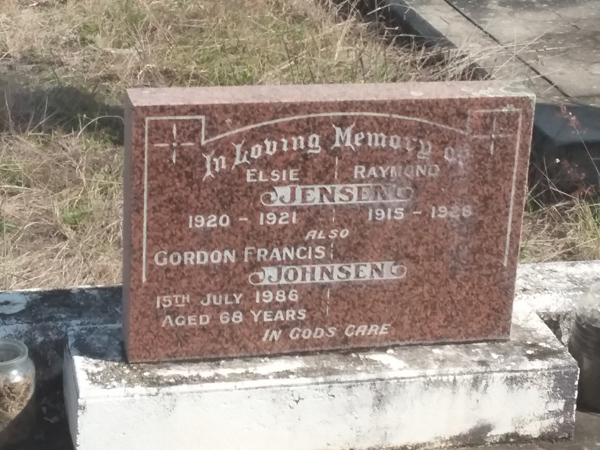 In Loving Memory of
ELSIE RAYMOND
JENSEN
1920 - 1921 1915 - 1928
ALSO
GORDON FRANCIS
JOHNSEN
15TH JULY 1986
AGED 68 YEARS
IN GODS CARE